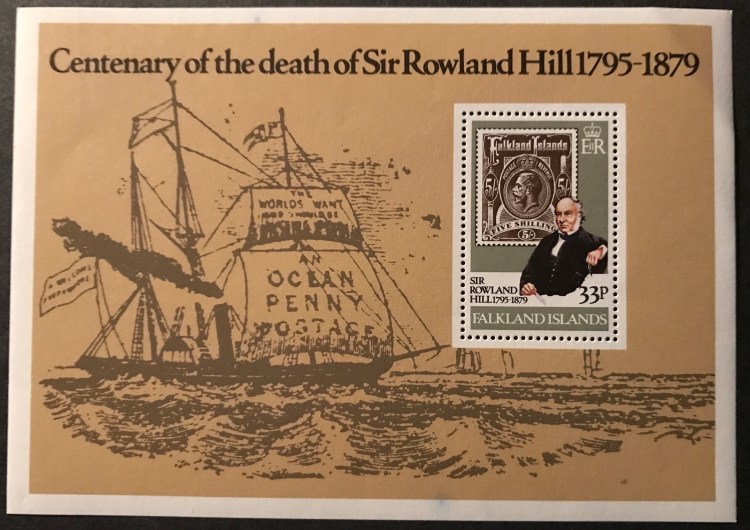 Centenary of the death of Sir Rowland Hill 1795-1879
THE
WORLDS WANT
AN
OCEAN
PENNY
POSTAGE
Falkland Islands
5/-
FIVE SHILLINGS
5/-
EIIR
SIR
ROWLAND
HILL 1795-1879
33P
FALKLAND ISLANDS